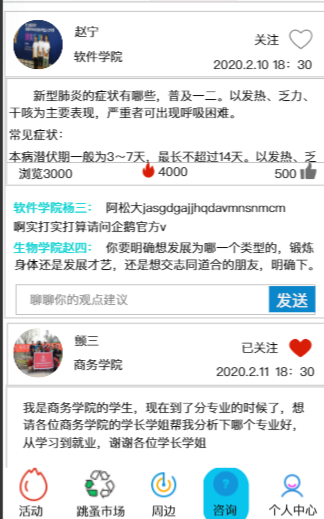 赵宁
关注
软件学院
2020.2.10 18：30
新型肺炎的症状有哪些，普及一二。以发热、乏力、
干咳为主要表现，严重者可出现呼吸困难。
常见症状：
本病潜伏期一般为3～7天，最长不超过14天。以发热、乏
浏览3000
4000
500
软件学院杨三： 阿松大jasgdgajjhqdavmnsnmcm
啊实打实打算请问企鹅官方v
生物学院赵四： 你要明确想发展为哪一个类型的，锻炼
身体还是发展才艺，还是想交志同道合的朋友，明确下。
聊聊你的观点建议
发送
颤三
已关注
商务学院
2020.2.11 18：30
我是商务学院的学生，现在到了分专业的时候了，想
请各位商务学院的学长学姐帮我分析下哪个专业好，
从学习到就业，谢谢各位学长学姐
活动
跳蚤市场
周边
咨询
个人中心